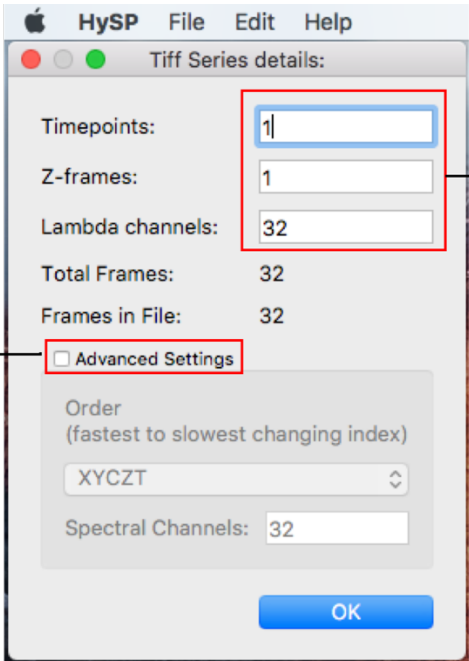 HySP File Edit Help
Tiff Series details:
Timepoints: 1
Z-frames: 1
Lambda channels: 32
Total Frames: 32
Frames in File: 32
Advanced Settings
Order
(fastest to slowest changing index)
XYCZT
Spectral Channels: 32
OK